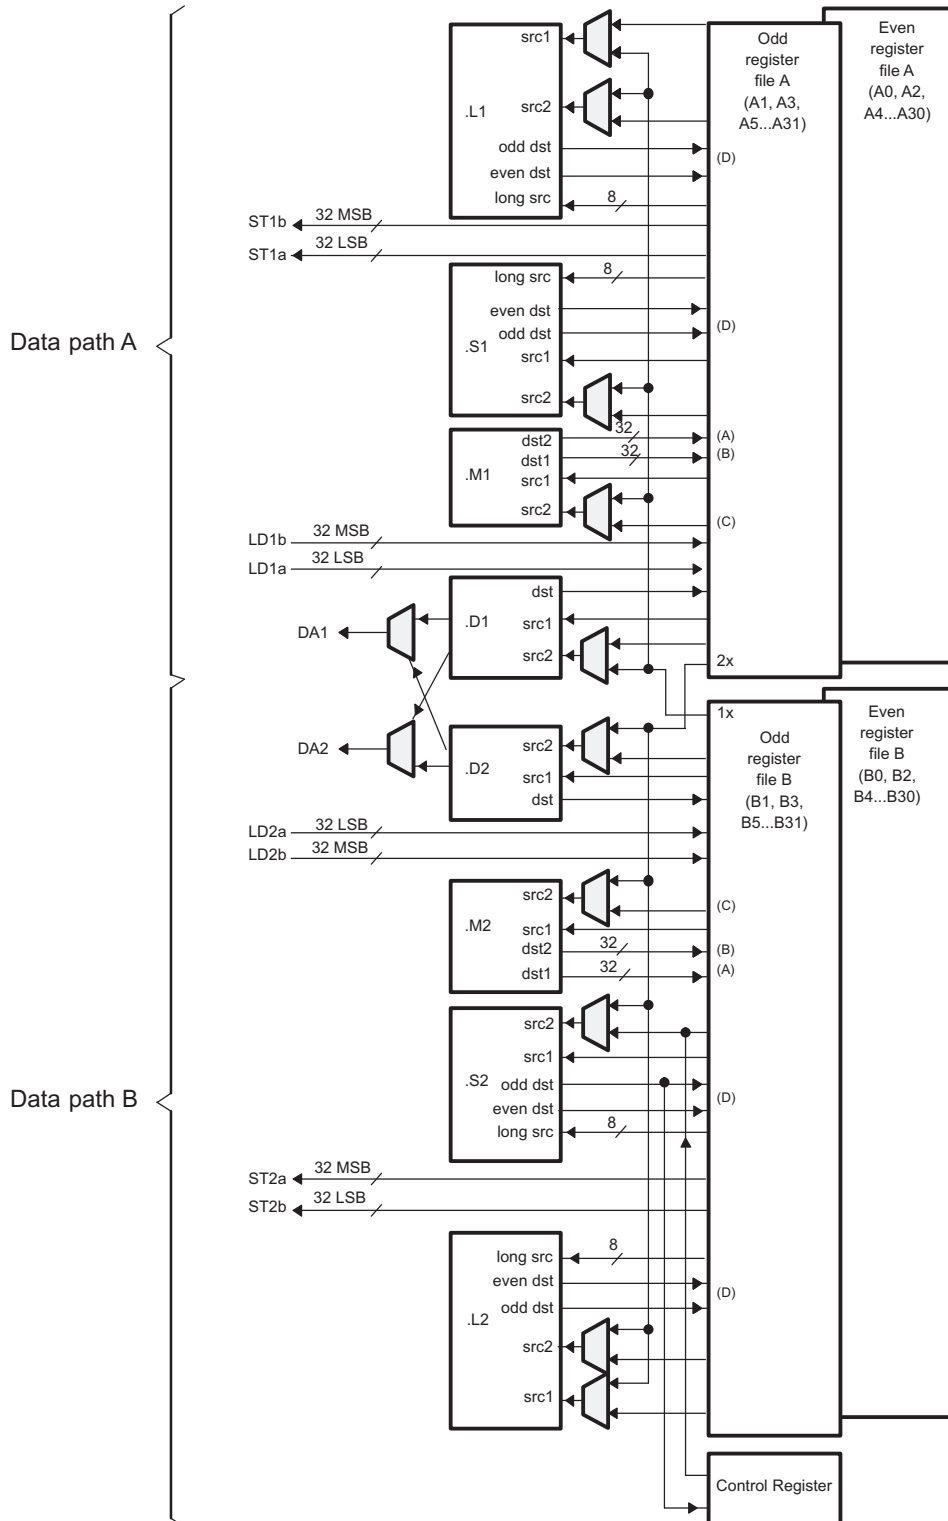 Even
register
file A
(A0, A2,
A4...A30)
Odd
register
file A
(A1, A3,
A5...A31)
src1
src2
.L1
odd dst
(D)
even dst
long src
8
ST1b
32 MSB
ST1a
32 LSB
long src
8
even dst
(D)
odd dst
.S1
src1
src2
Data path A
32
dst2
(A)
32
dst1
(B)
.M1
src1
src2
(C)
LD1b
32 MSB
LD1a
32 LSB
dst
.D1
src1
DA1
src2
2x
1x
Even
register
file B
(B0, B2,
B4...B30)
Odd
register
file B
(B1, B3,
B5...B31)
DA2
src2
.D2
src1
dst
LD2a
32 LSB
LD2b
32 MSB
src2
(C)
.M2
src1
dst2
32
(B)
dst1
32
(A)
src2
src1
.S2
odd dst
(D)
even dst
long src
8
Data path B
ST2a
32 MSB
ST2b
32 LSB
long src
8
even dst
(D)
odd dst
.L2
src2
src1
Control Register